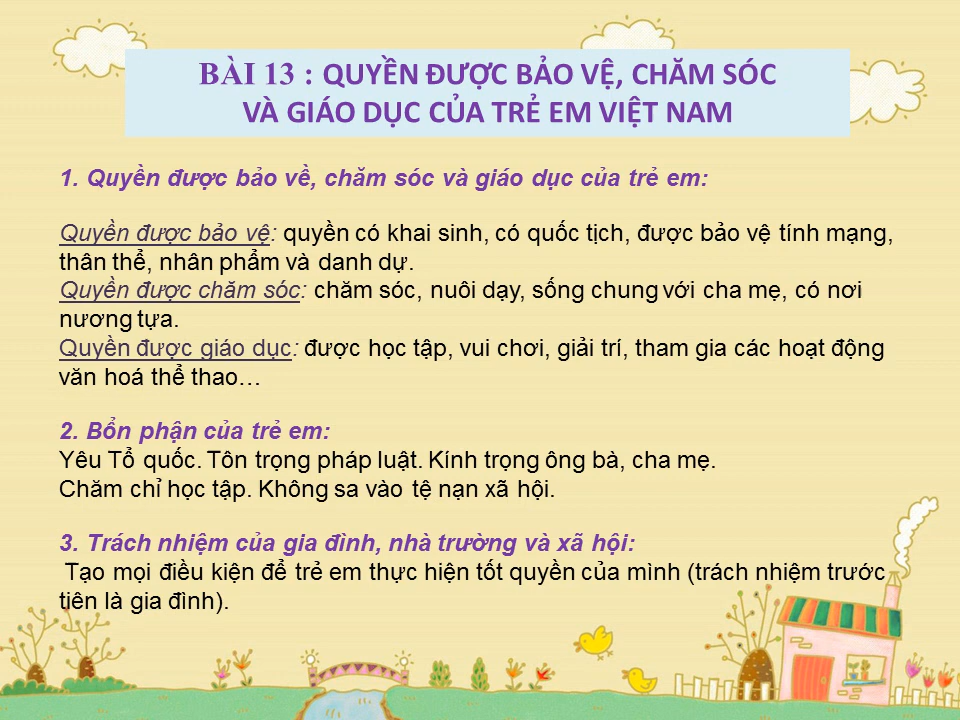 BÀI 13 : QUYỀN ĐƯỢC BẢO VỆ, CHĂM SÓC
VÀ GIÁO DỤC CỦA TRẺ EM VIỆT NAM
1. Quyền được bảo về, chăm sóc và giáo dục của trẻ em:
Quyền được bảo vệ: quyền có khai sinh, có quốc tịch, được bảo vệ tính mạng,
thân thể, nhân phẩm và danh dự.
Quyền được chăm sóc: chăm sóc, nuôi dạy, sống chung với cha mẹ, có nơi
nương tựa.
Quyền được giáo dục: được học tập, vui chơi, giải trí, tham gia các hoạt động
văn hoá thể thao…
2. Bổn phận của trẻ em:
Yêu Tổ quốc. Tôn trọng pháp luật. Kính trọng ông bà, cha mẹ.
Chăm chỉ học tập. Không sa vào tệ nạn xã hội.
3. Trách nhiệm của gia đình, nhà trường và xã hội:
Tạo mọi điều kiện để trẻ em thực hiện tốt quyền của mình (trách nhiệm trước
tiên là gia đình).